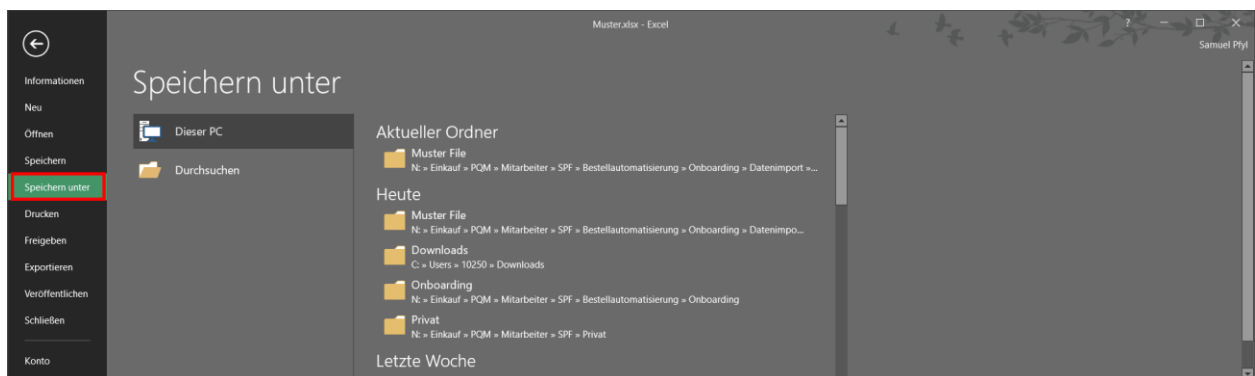 Muster.xlsx - Excel
?
Samuel Pfyl
Informationen
Neu
Öffnen
Speichern
Speichern unter
Drucken
Freigeben
Exportieren
Veröffentlichen
Schließen
Konto
Speichern unter
Dieser PC
Durchsuchen
Aktueller Ordner
Muster File
N: » Einkauf » PQM » Mitarbeiter » SPF » Bestellautomatisierung » Onboarding » Datenimport »...
Heute
Muster File
N: » Einkauf » PQM » Mitarbeiter » SPF » Bestellautomatisierung » Onboarding » Datenimpo...
Downloads
C: » Users » 10250 » Downloads
Onboarding
N: » Einkauf » PQM » Mitarbeiter » SPF » Bestellautomatisierung » Onboarding
Privat
N: » Einkauf » PQM » Mitarbeiter » SPF » Privat
Letzte Woche